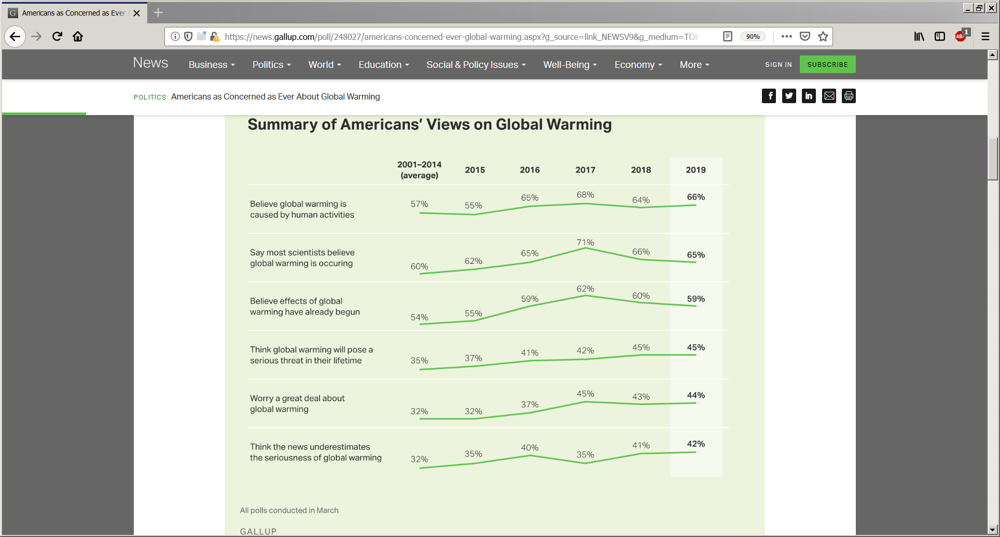 Americans as Concerned as Ever
https://news.gallup.com/poll/248027/americans-concerned-ever-global-warming.aspx?g_source=link_NEWSV9&g_medium=TOP
90%
ABP
1
News Business Politics World Education Social & Policy Issues Well-Being Economy More SIGN IN SUBSCRIBE
POLITICS: Americans as Concerned as Ever About Global Warming
Summary of Americans' Views on Global Warming
2001–2014
(average)
2015 2016 2017 2018 2019
Believe global warming is
caused by human activities
57% 55% 65% 68% 64% 66%
Say most scientists believe
global warming is occuring
60% 62% 65% 71% 66% 65%
Believe effects of global
warming have already begun
54% 55% 59% 62% 60% 59%
Think global warming will pose a
serious threat in their lifetime
35% 37% 41% 42% 45% 45%
Worry a great deal about
global warming
32% 32% 37% 45% 43% 44%
Think the news underestimates
the seriousness of global warming
32% 35% 40% 35% 41% 42%
All polls conducted in March
GALLUP